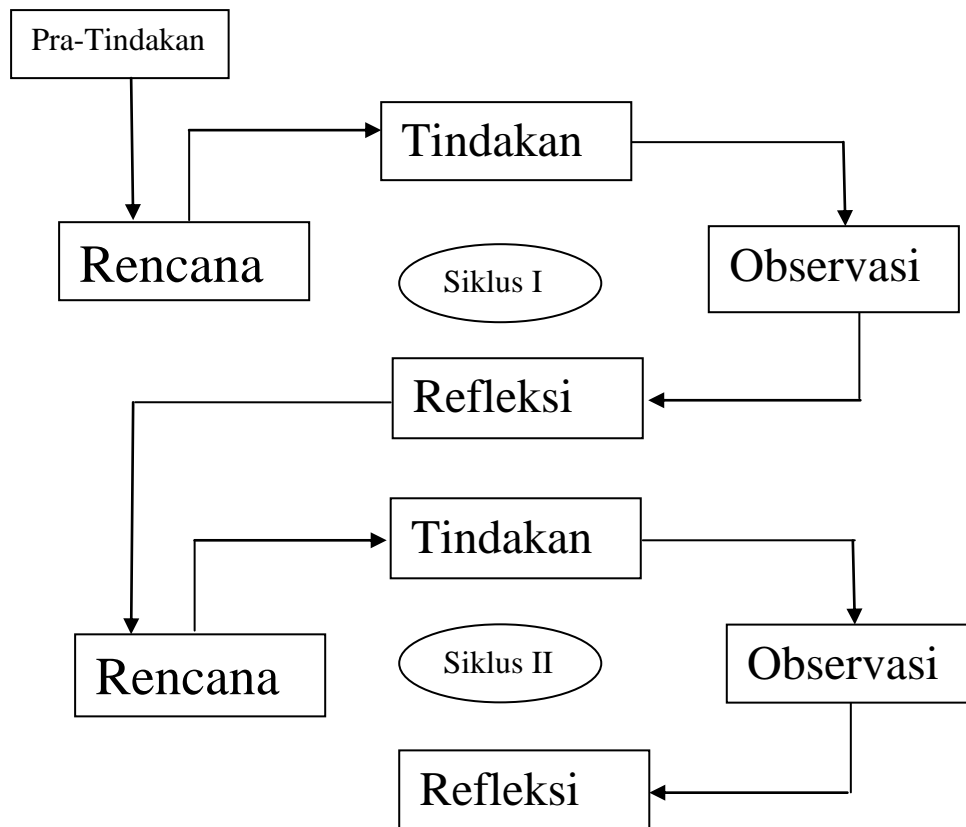 Pra-Tindakan
Tindakan
Rencana
Observasi
Siklus I
Refleksi
Tindakan
Rencana
Siklus II
Observasi
Refleksi